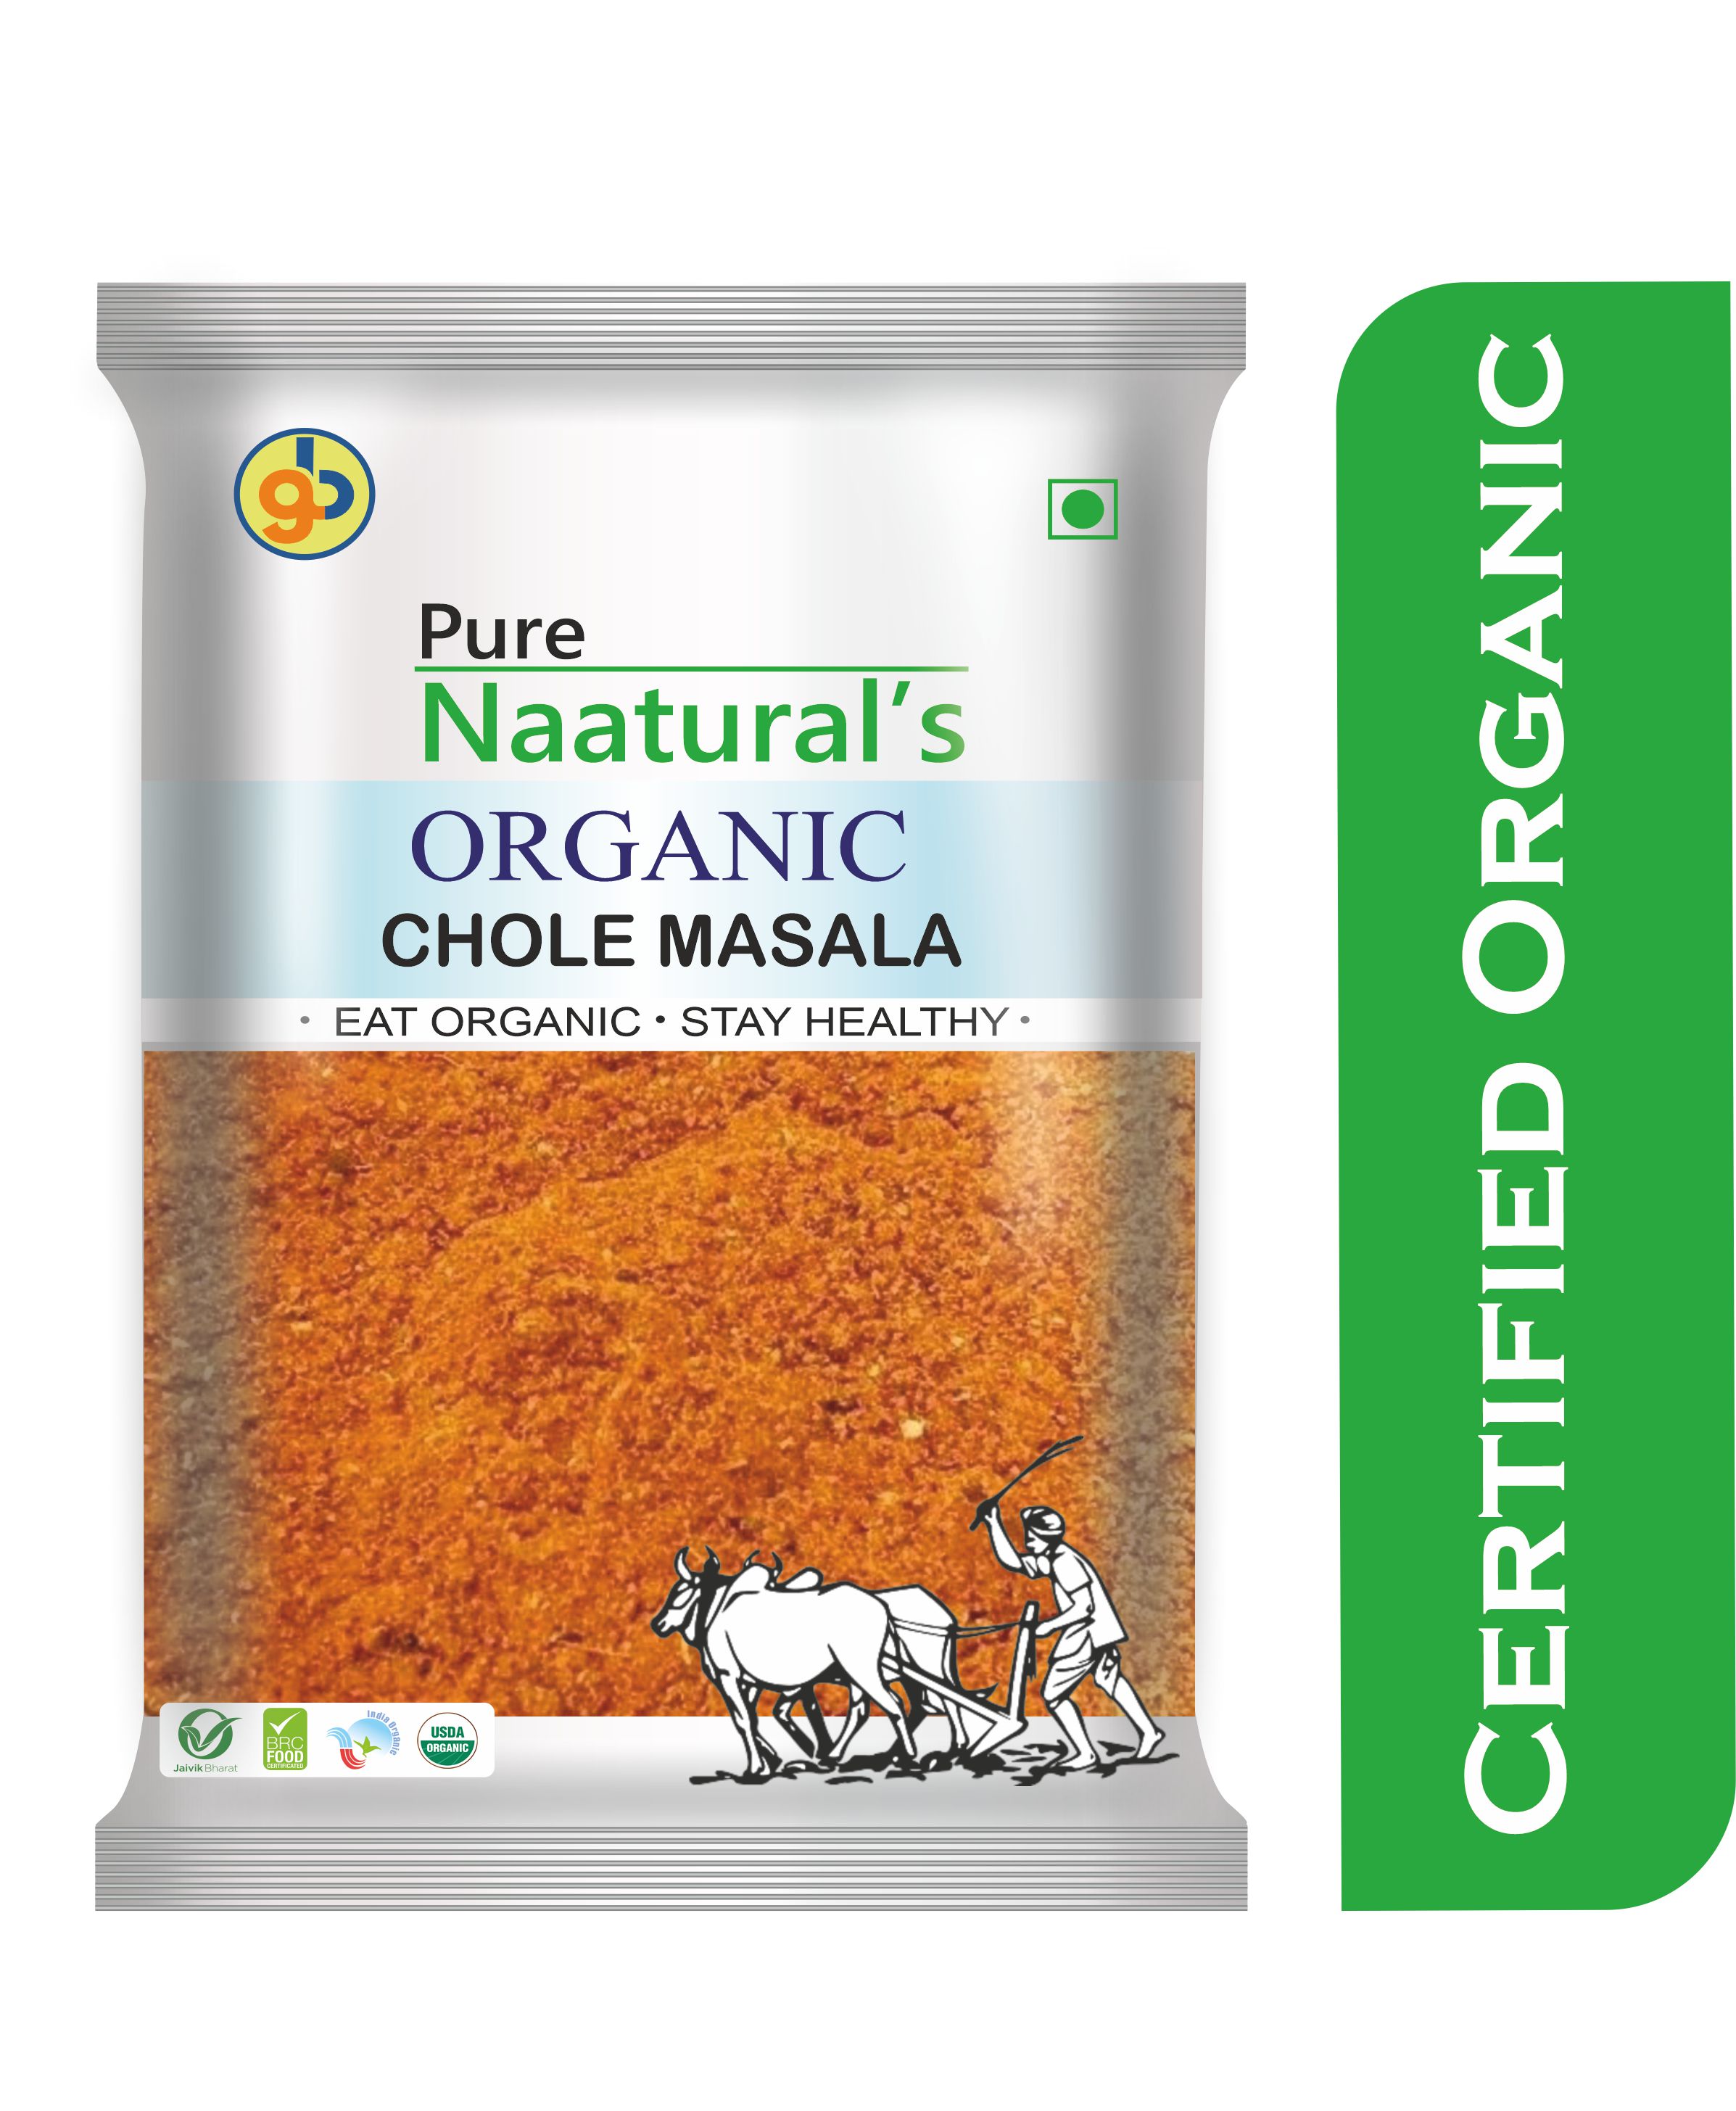 gb
Pure
Naatural's
ORGANIC
CHOLE MASALA
• EAT ORGANIC • STAY HEALTHY •
Jaivik Bharat
BRC
FOOD
CERTIFICATED
India Organic
USDA
ORGANIC
CERTIFIED ORGANIC